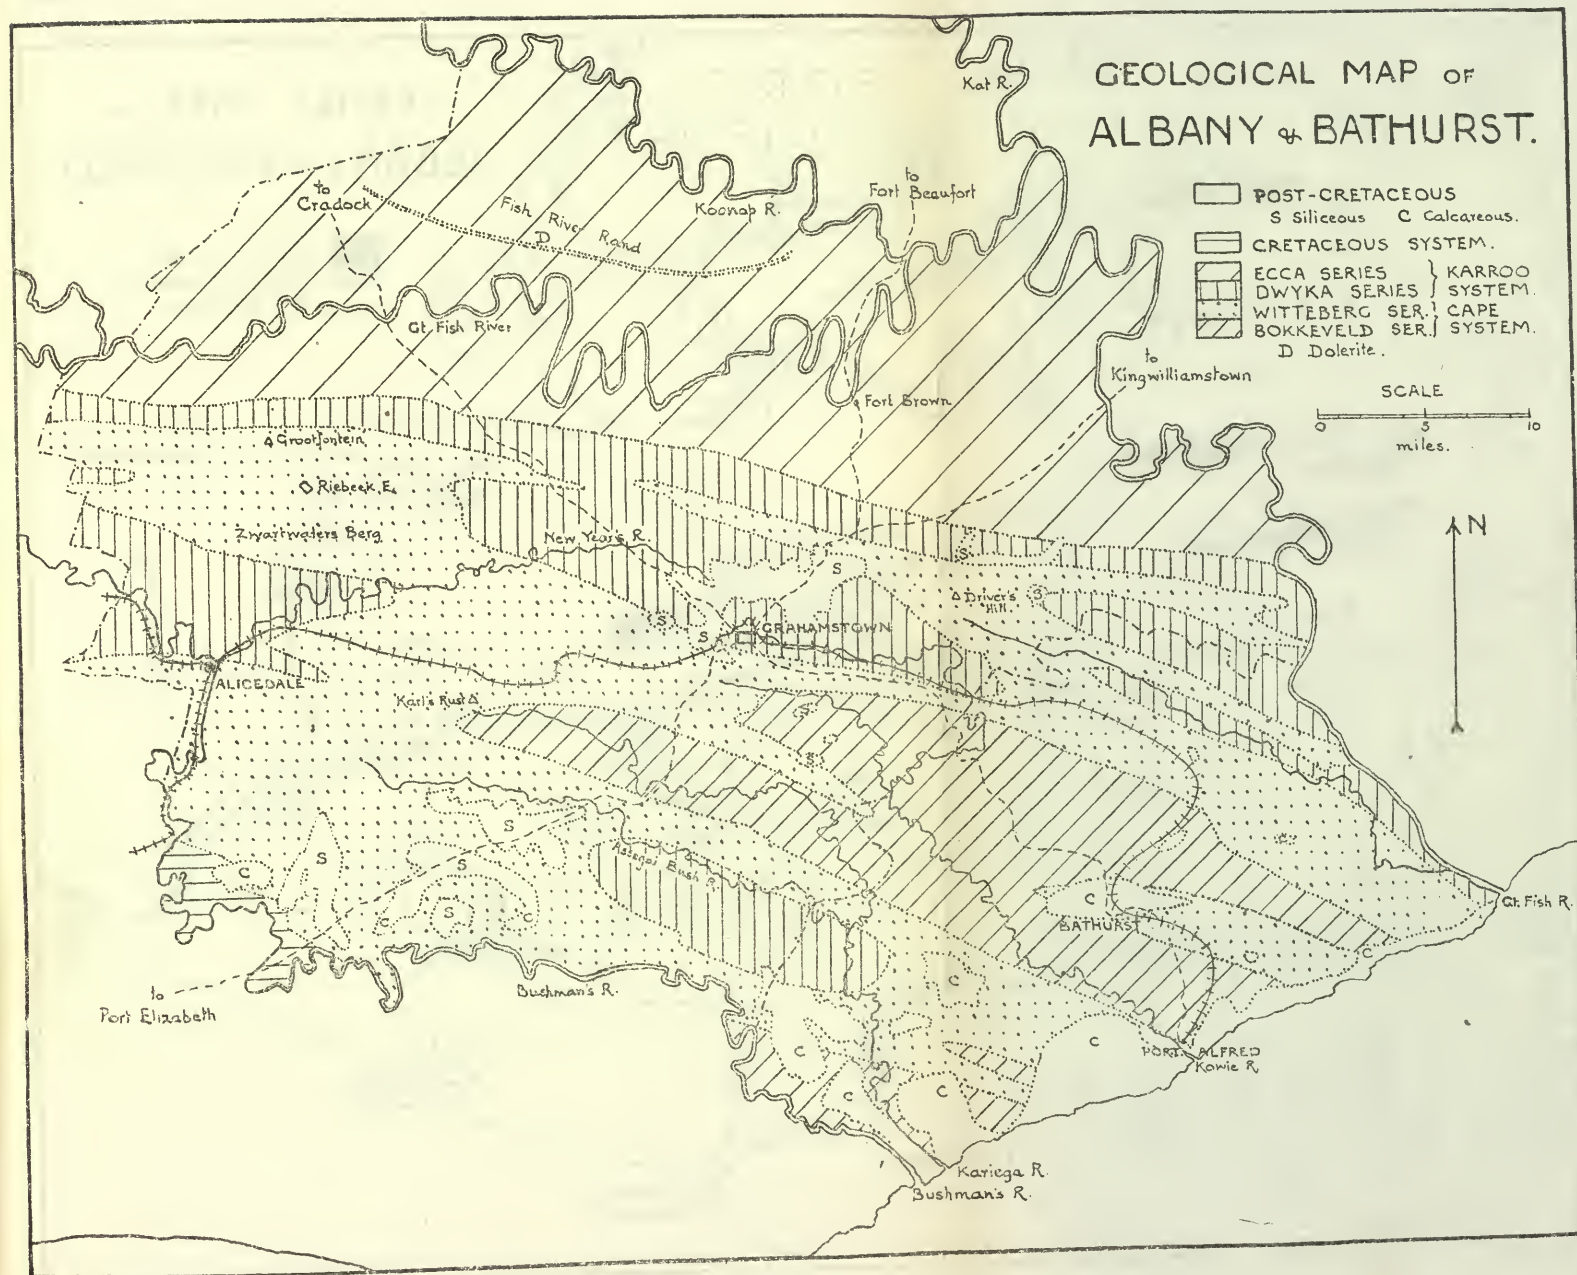 GEOLOGICAL MAP OF
ALBANY & BATHURST.
POST-CRETACEOUS
S Siliceous C Calcareous.
CRETACEOUS SYSTEM.
ECCA SERIES } KARROO
DWYKA SERIES } SYSTEM.
WITTEBERG SER. } CAPE
BOKKEVELD SER. } SYSTEM.
D Dolerite.
SCALE
0 5 10
miles.
N
Kat R.
to
Fort Beaufort
to
Cradock
Koonap R.
Fish River Rand
D
Gt. Fish River
to
Kingwilliamstown
Fort Brown
Grootfontein
Riebeek E.
Zwartwaters Berg
New Year's R.
S
S
Driver's
Hill
S
S
S
GRAHAMSTOWN
ALICEDALE
Karl's Rust
S
S
S
S
C
S
Assegai Bush R.
C
S
C
C
BATHURST
C
C
C
Gt. Fish R.
C
Bushman's R.
to
Port Elizabeth
C
C
PORT ALFRED
Kowie R.
C
C
Kariega R.
Bushman's R.